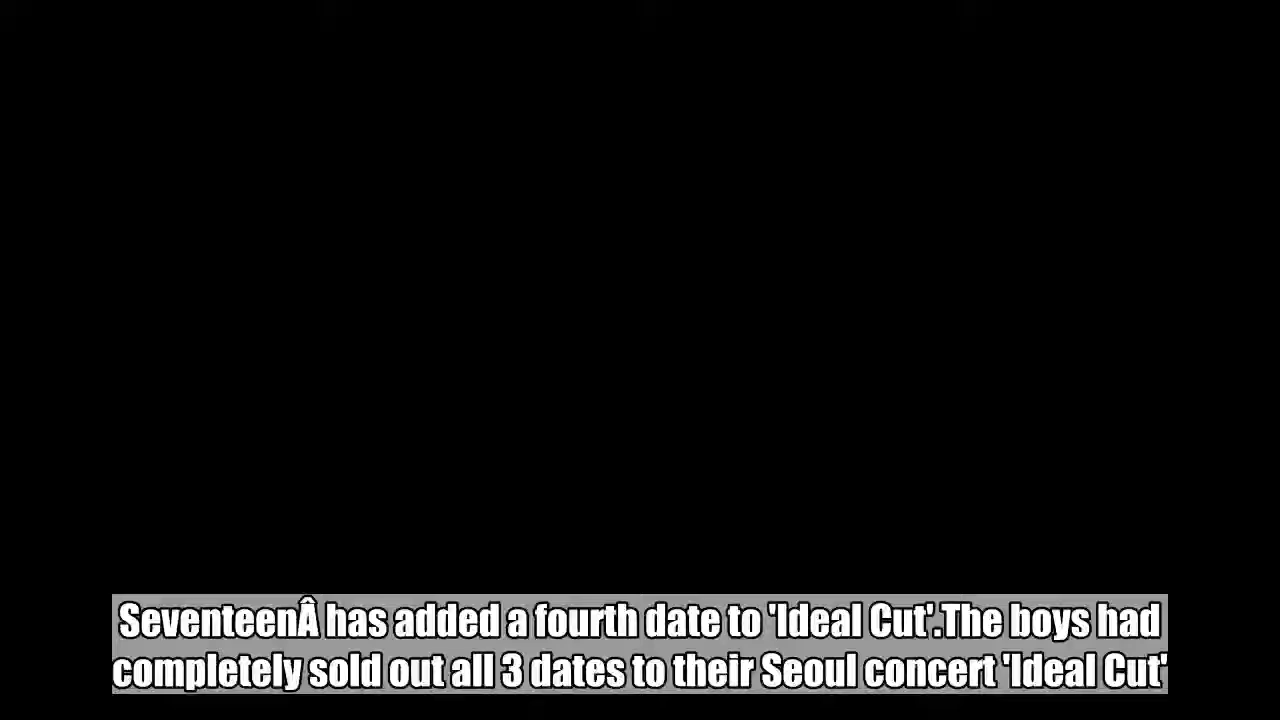 SeventeenÂ has added a fourth date to 'Ideal Cut'.The boys had
completely sold out all 3 dates to their Seoul concert 'Ideal Cut'